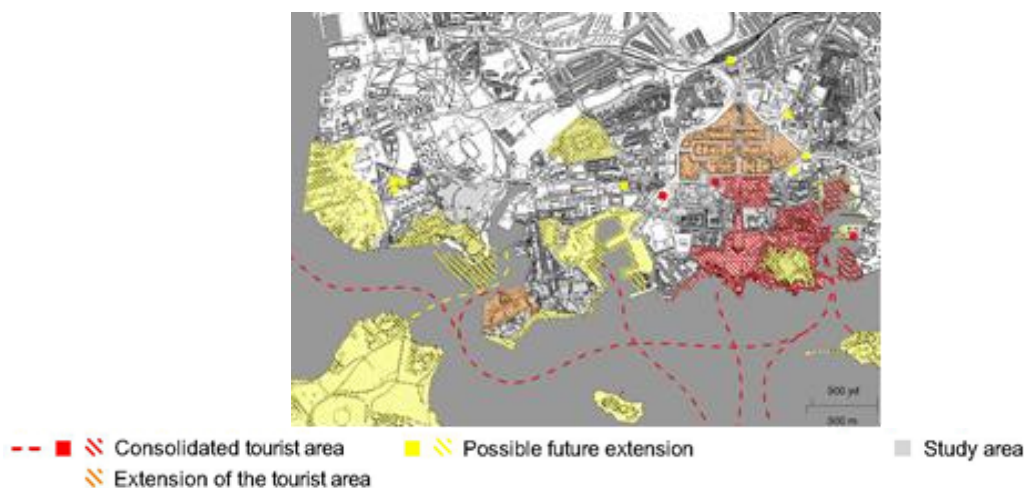 500 yd
500 m
Consolidated tourist area
Possible future extension
Study area
Extension of the tourist area